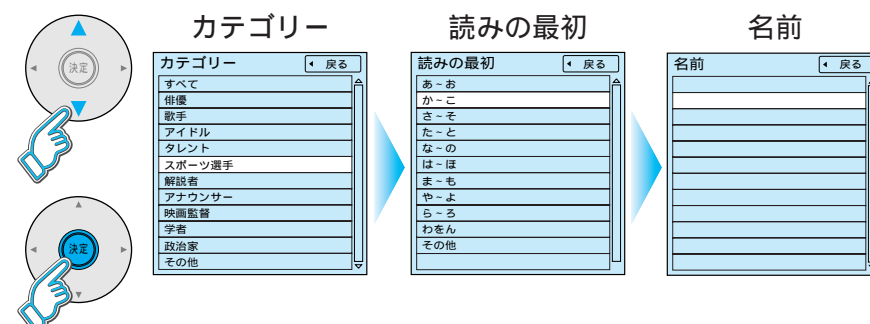 カテゴリー
読みの最初
名前
決定
決定
カテゴリー
戻る
すべて
俳優
歌手
アイドル
タレント
スポーツ選手
解説者
アナウンサー
映画監督
学者
政治家
その他
読みの最初
戻る
あ~お
か~こ
さ~そ
た~と
な~の
は~ほ
ま~も
や~よ
ら~ろ
わをん
その他
名前
戻る